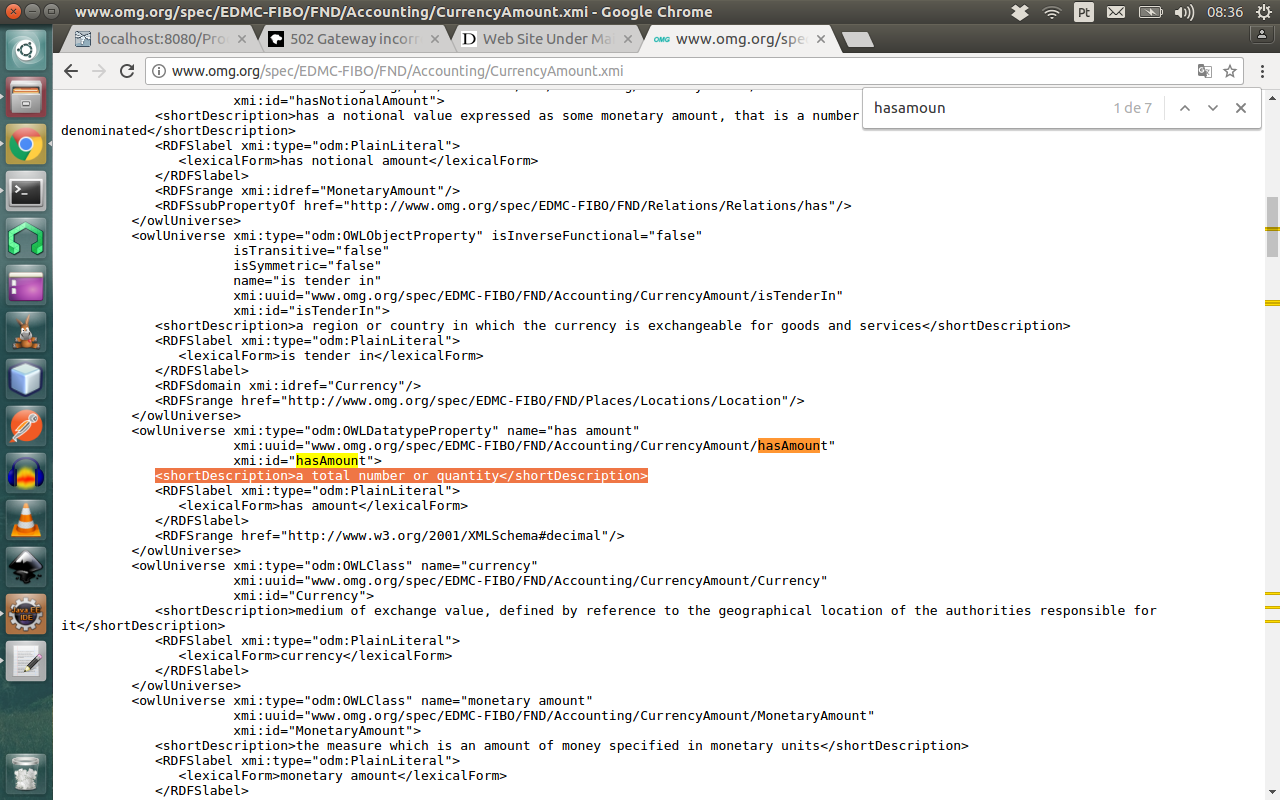 www.omg.org/spec/EDMC-FIBO/FND/Accounting/CurrencyAmount.xmi - Google Chrome
Pt
08:36
localhost:8080/Pro
502 Gateway incorr
Web Site Under Ma
OMG www.omg.org/spe
www.omg.org/spec/EDMC-FIBO/FND/Accounting/CurrencyAmount.xmi
hasamoun 1 de 7
xmi:id="hasNotionalAmount">
<shortDescription>has a notional value expressed as some monetary amount, that is a number
denominated</shortDescription>
<RDFSlabel xmi:type="odm:PlainLiteral">
<lexicalForm>has notional amount</lexicalForm>
</RDFSlabel>
<RDFSrange xmi:idref="MonetaryAmount"/>
<RDFSsubPropertyOf href="http://www.omg.org/spec/EDMC-FIBO/FND/Relations/Relations/has"/>
</owlUniverse>
<owlUniverse xmi:type="odm:OWLObjectProperty" isInverseFunctional="false"
isTransitive="false"
isSymmetric="false"
name="is tender in"
xmi:uuid="www.omg.org/spec/EDMC-FIBO/FND/Accounting/CurrencyAmount/isTenderIn"
xmi:id="isTenderIn">
<shortDescription>a region or country in which the currency is exchangeable for goods and services</shortDescription>
<RDFSlabel xmi:type="odm:PlainLiteral">
<lexicalForm>is tender in</lexicalForm>
</RDFSlabel>
<RDFSdomain xmi:idref="Currency"/>
<RDFSrange href="http://www.omg.org/spec/EDMC-FIBO/FND/Places/Locations/Location"/>
</owlUniverse>
<owlUniverse xmi:type="odm:OWLDatatypeProperty" name="has amount"
xmi:uuid="www.omg.org/spec/EDMC-FIBO/FND/Accounting/CurrencyAmount/hasAmount"
xmi:id="hasAmount">
<shortDescription>a total number or quantity</shortDescription>
<RDFSlabel xmi:type="odm:PlainLiteral">
<lexicalForm>has amount</lexicalForm>
</RDFSlabel>
<RDFSrange href="http://www.w3.org/2001/XMLSchema#decimal"/>
</owlUniverse>
<owlUniverse xmi:type="odm:OWLClass" name="currency"
xmi:uuid="www.omg.org/spec/EDMC-FIBO/FND/Accounting/CurrencyAmount/Currency"
xmi:id="Currency">
<shortDescription>medium of exchange value, defined by reference to the geographical location of the authorities responsible for
it</shortDescription>
<RDFSlabel xmi:type="odm:PlainLiteral">
<lexicalForm>currency</lexicalForm>
</RDFSlabel>
</owlUniverse>
<owlUniverse xmi:type="odm:OWLClass" name="monetary amount"
xmi:uuid="www.omg.org/spec/EDMC-FIBO/FND/Accounting/CurrencyAmount/MonetaryAmount"
xmi:id="MonetaryAmount">
<shortDescription>the measure which is an amount of money specified in monetary units</shortDescription>
<RDFSlabel xmi:type="odm:PlainLiteral">
<lexicalForm>monetary amount</lexicalForm>
</RDFSlabel>